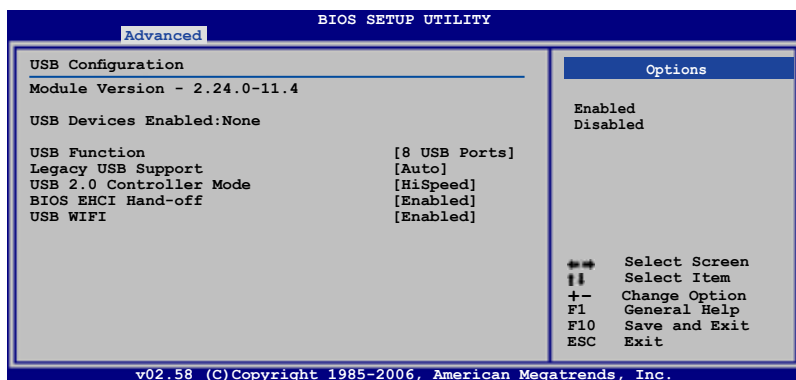 BIOS SETUP UTILITY
Advanced
USB Configuration
Module Version - 2.24.0-11.4
USB Devices Enabled:None
USB Function [8 USB Ports]
Legacy USB Support [Auto]
USB 2.0 Controller Mode [HiSpeed]
BIOS EHCI Hand-off [Enabled]
USB WIFI [Enabled]
Options
Enabled
Disabled
Select Screen
Select Item
+- Change Option
F1 General Help
F10 Save and Exit
ESC Exit
v02.58 (C)Copyright 1985-2006, American Megatrends, Inc.